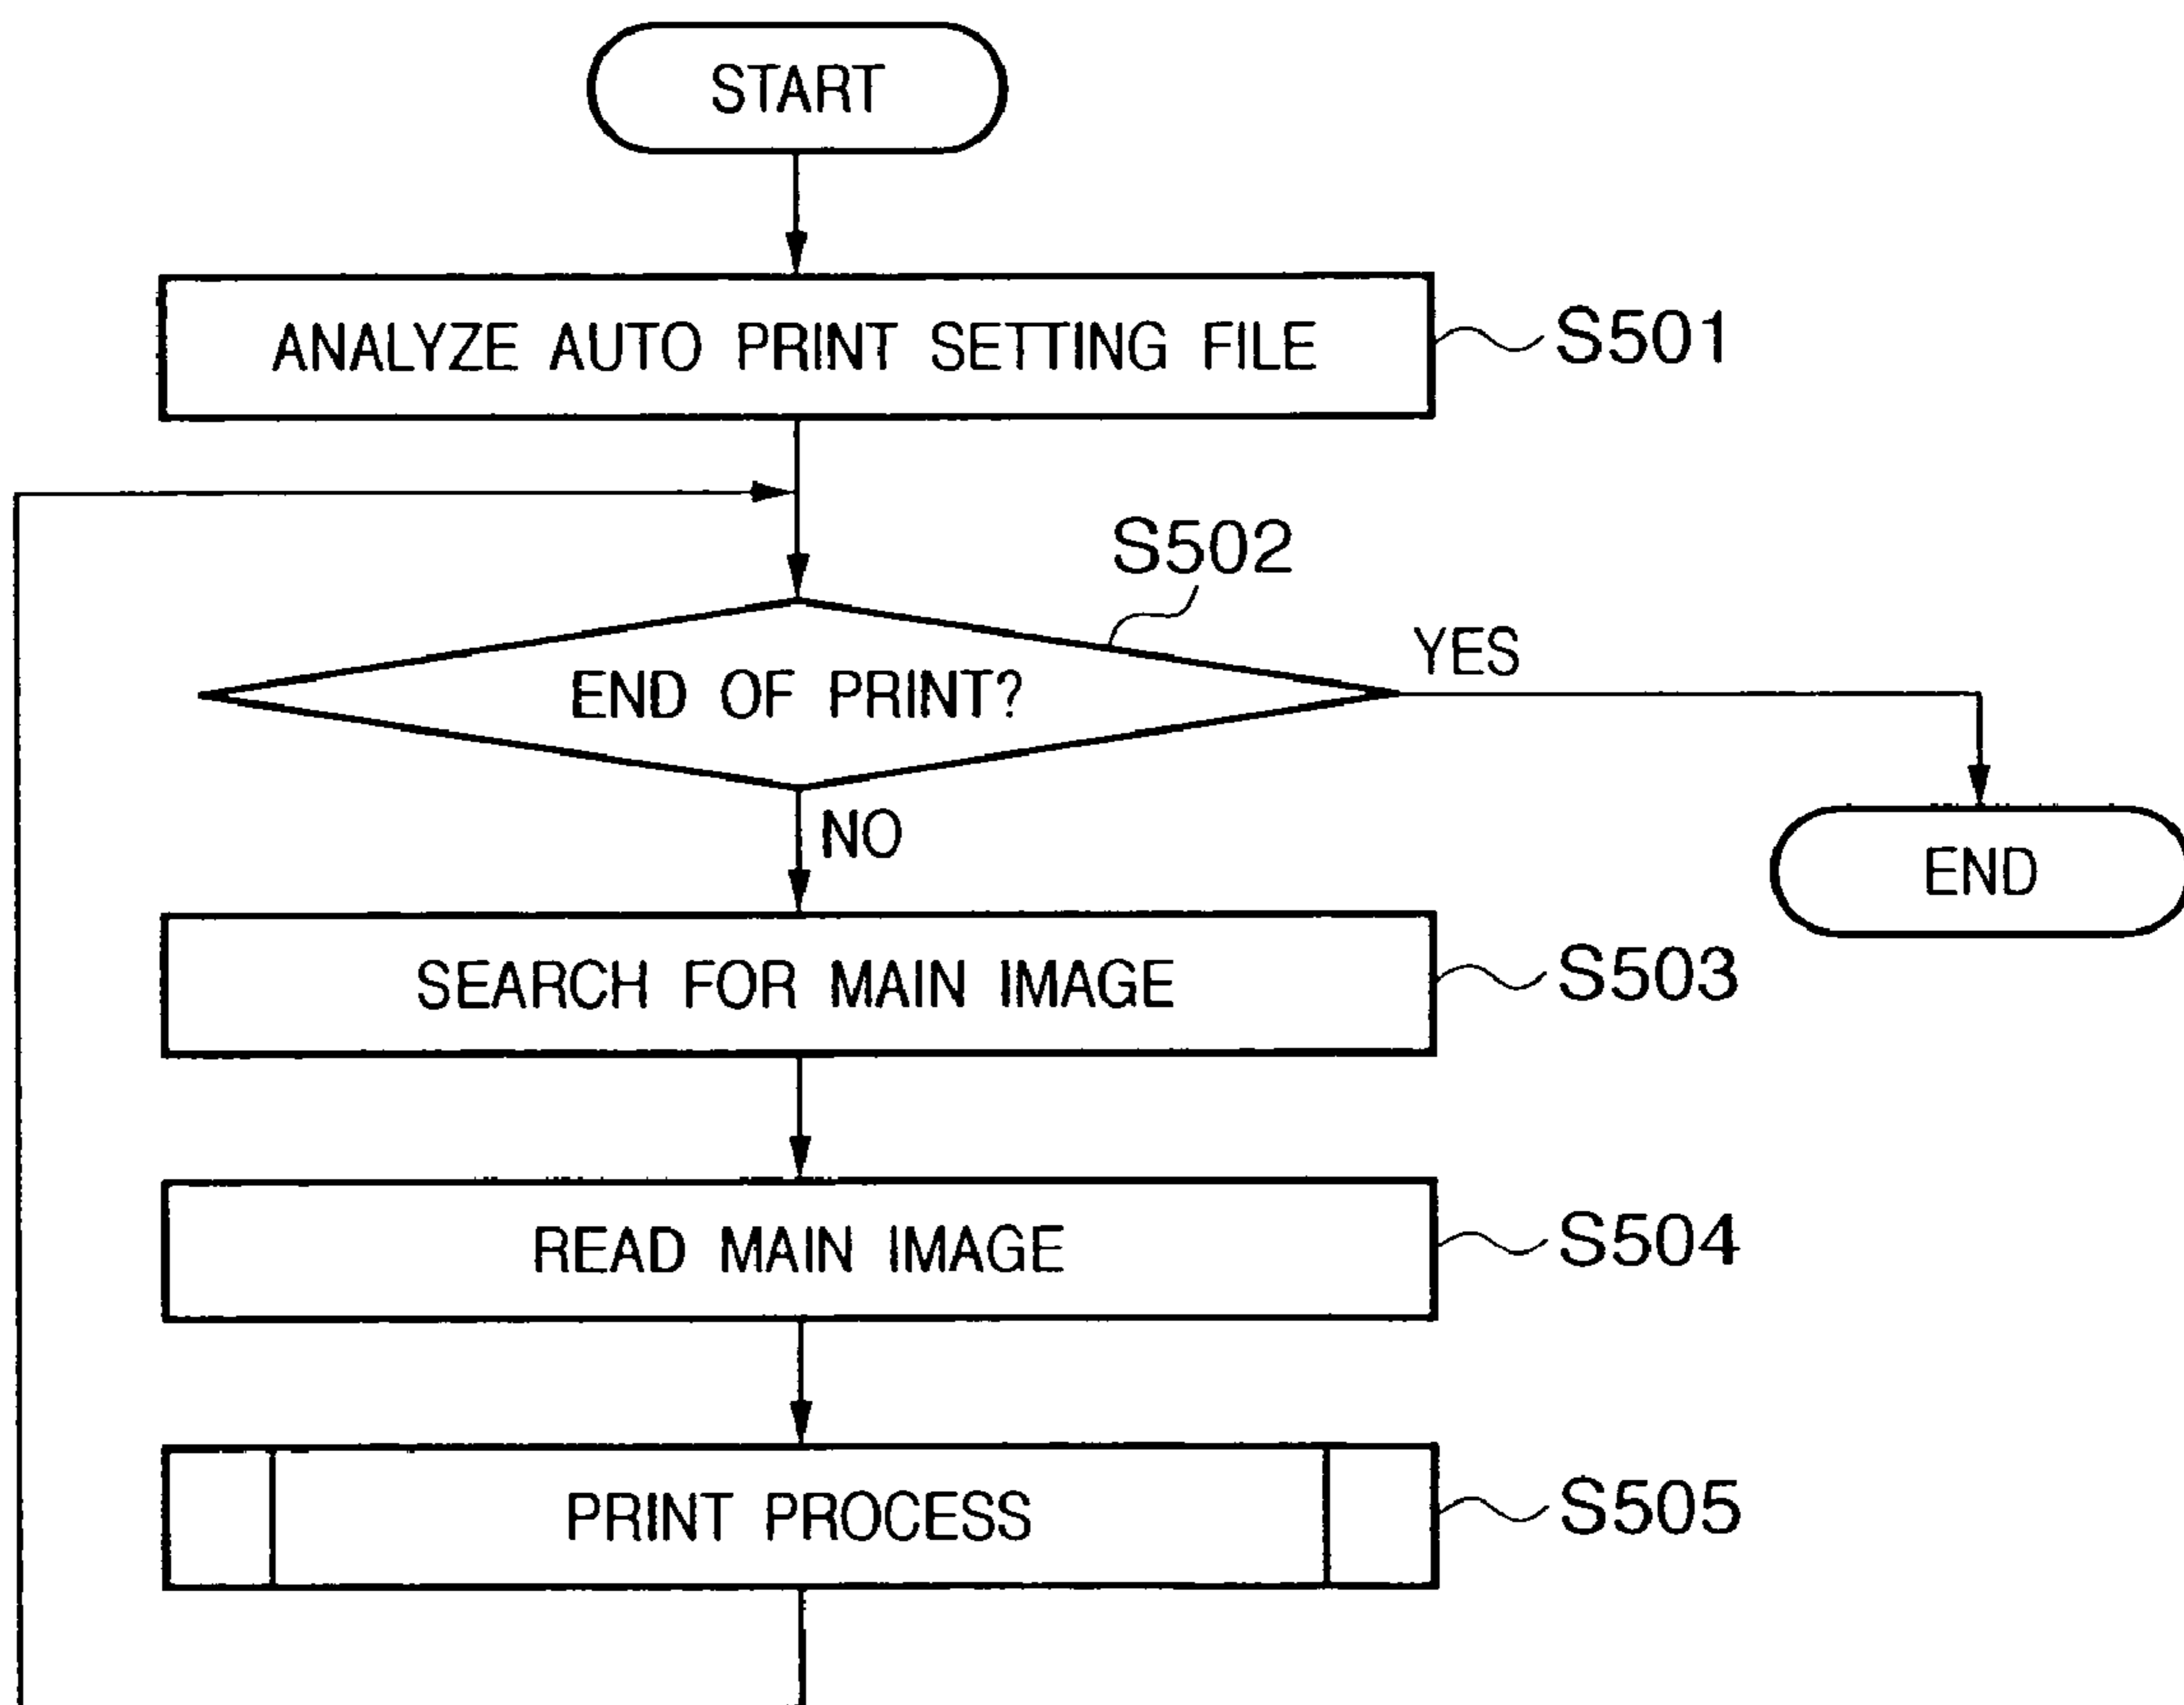 START
ANALYZE AUTO PRINT SETTING FILE
S501
S502
END OF PRINT?
YES
NO
END
SEARCH FOR MAIN IMAGE
S503
READ MAIN IMAGE
S504
PRINT PROCESS
S505